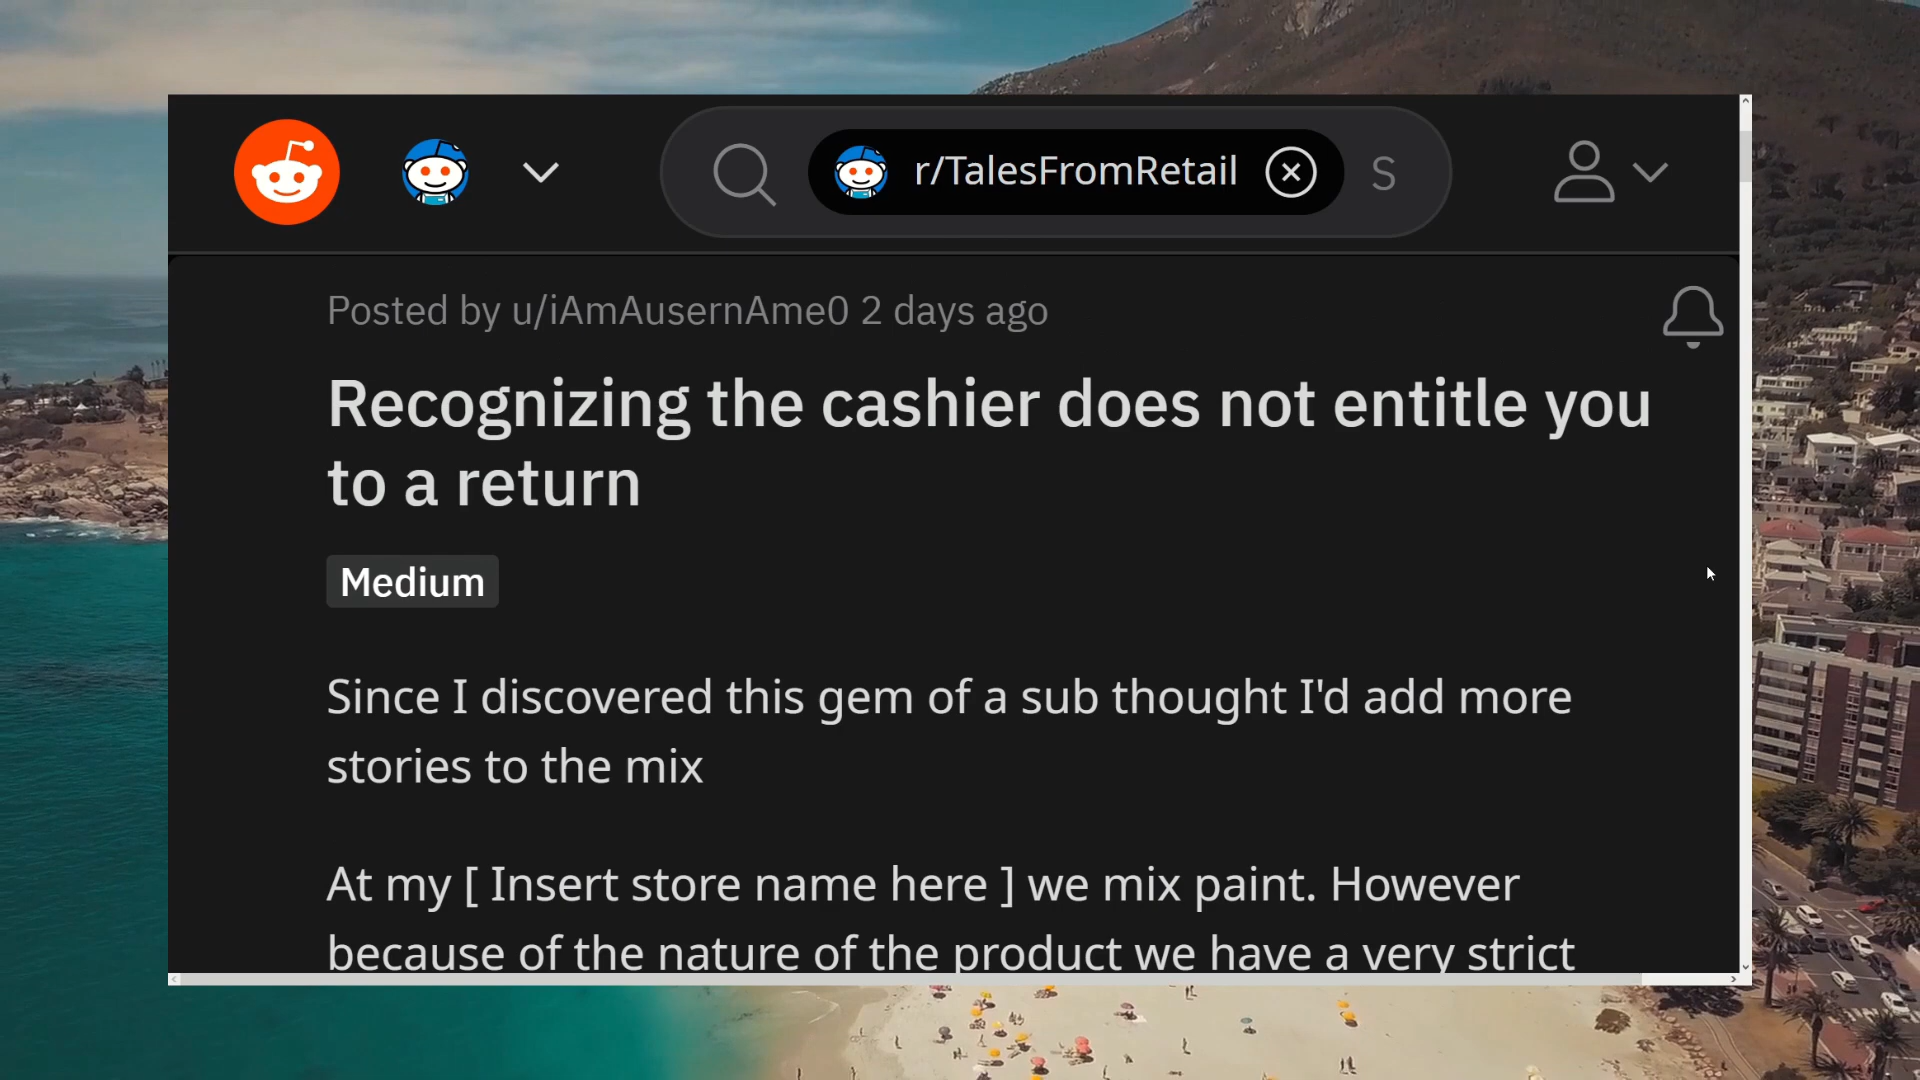 r/TalesFromRetail S
Posted by u/iAmAusernAme0 2 days ago
Recognizing the cashier does not entitle you
to a return
Medium
Since I discovered this gem of a sub thought I'd add more
stories to the mix
At my [ Insert store name here ] we mix paint. However
because of the nature of the product we have a very strict